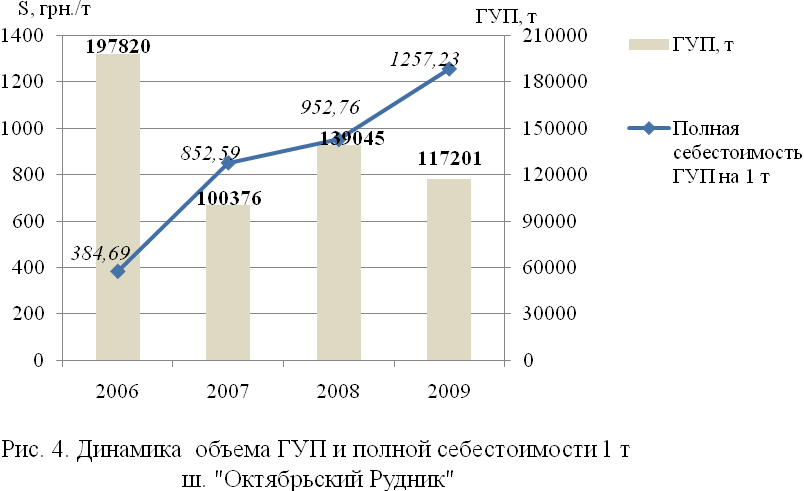 S, грн./т
ГУП, т
1400
1200
1000
800
600
400
200
0
210000
180000
150000
120000
90000
60000
30000
0
197820
100376
139045
117201
384,69
852,59
952,76
1257,23
2006 2007 2008 2009
ГУП, т
Полная
себестоимость
ГУП на 1 т
Рис. 4. Динамика объема ГУП и полной себестоимости 1 т
ш. "Октябрьский Рудник"